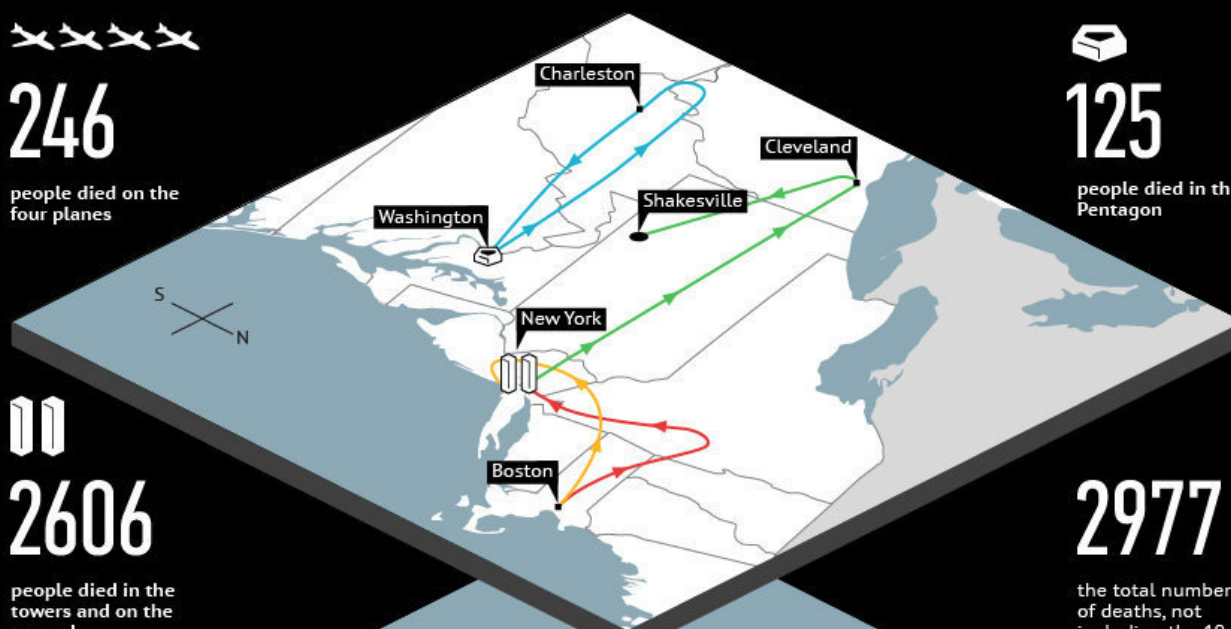 246
people died on the
four planes
125
people died in th
Pentagon
Charleston
Cleveland
Shakesville
Washington
S
N
New York
Boston
2606
people died in the
towers and on the
2977
the total number
of deaths, not